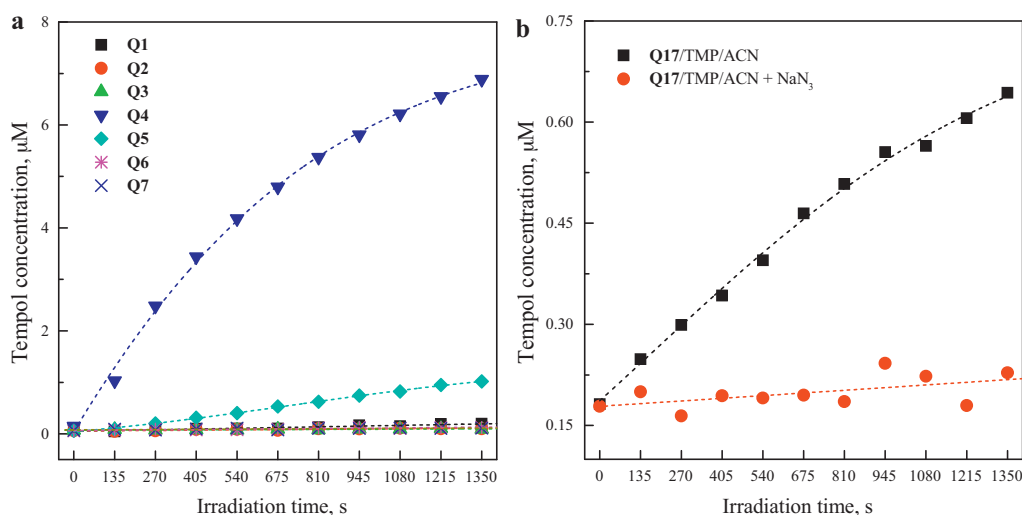 a
Tempol concentration, μM
8
6
4
2
0
Q1
Q2
Q3
Q4
Q5
Q6
Q7
0 135 270 405 540 675 810 945 1080 1215 1350
Irradiation time, s
b
Tempol concentration, μM
0.75
0.60
0.45
0.30
0.15
Q17/TMP/ACN
Q17/TMP/ACN + NaN₃
0 135 270 405 540 675 810 945 1080 1215 1350
Irradiation time, s